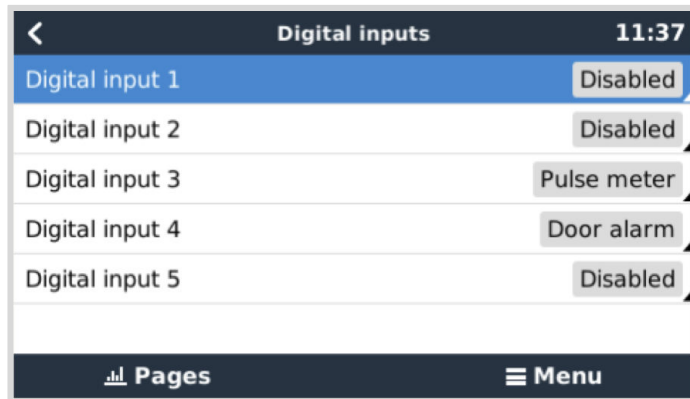 Digital inputs 11:37
Digital input 1 Disabled
Digital input 2 Disabled
Digital input 3 Pulse meter
Digital input 4 Door alarm
Digital input 5 Disabled
Pages Menu